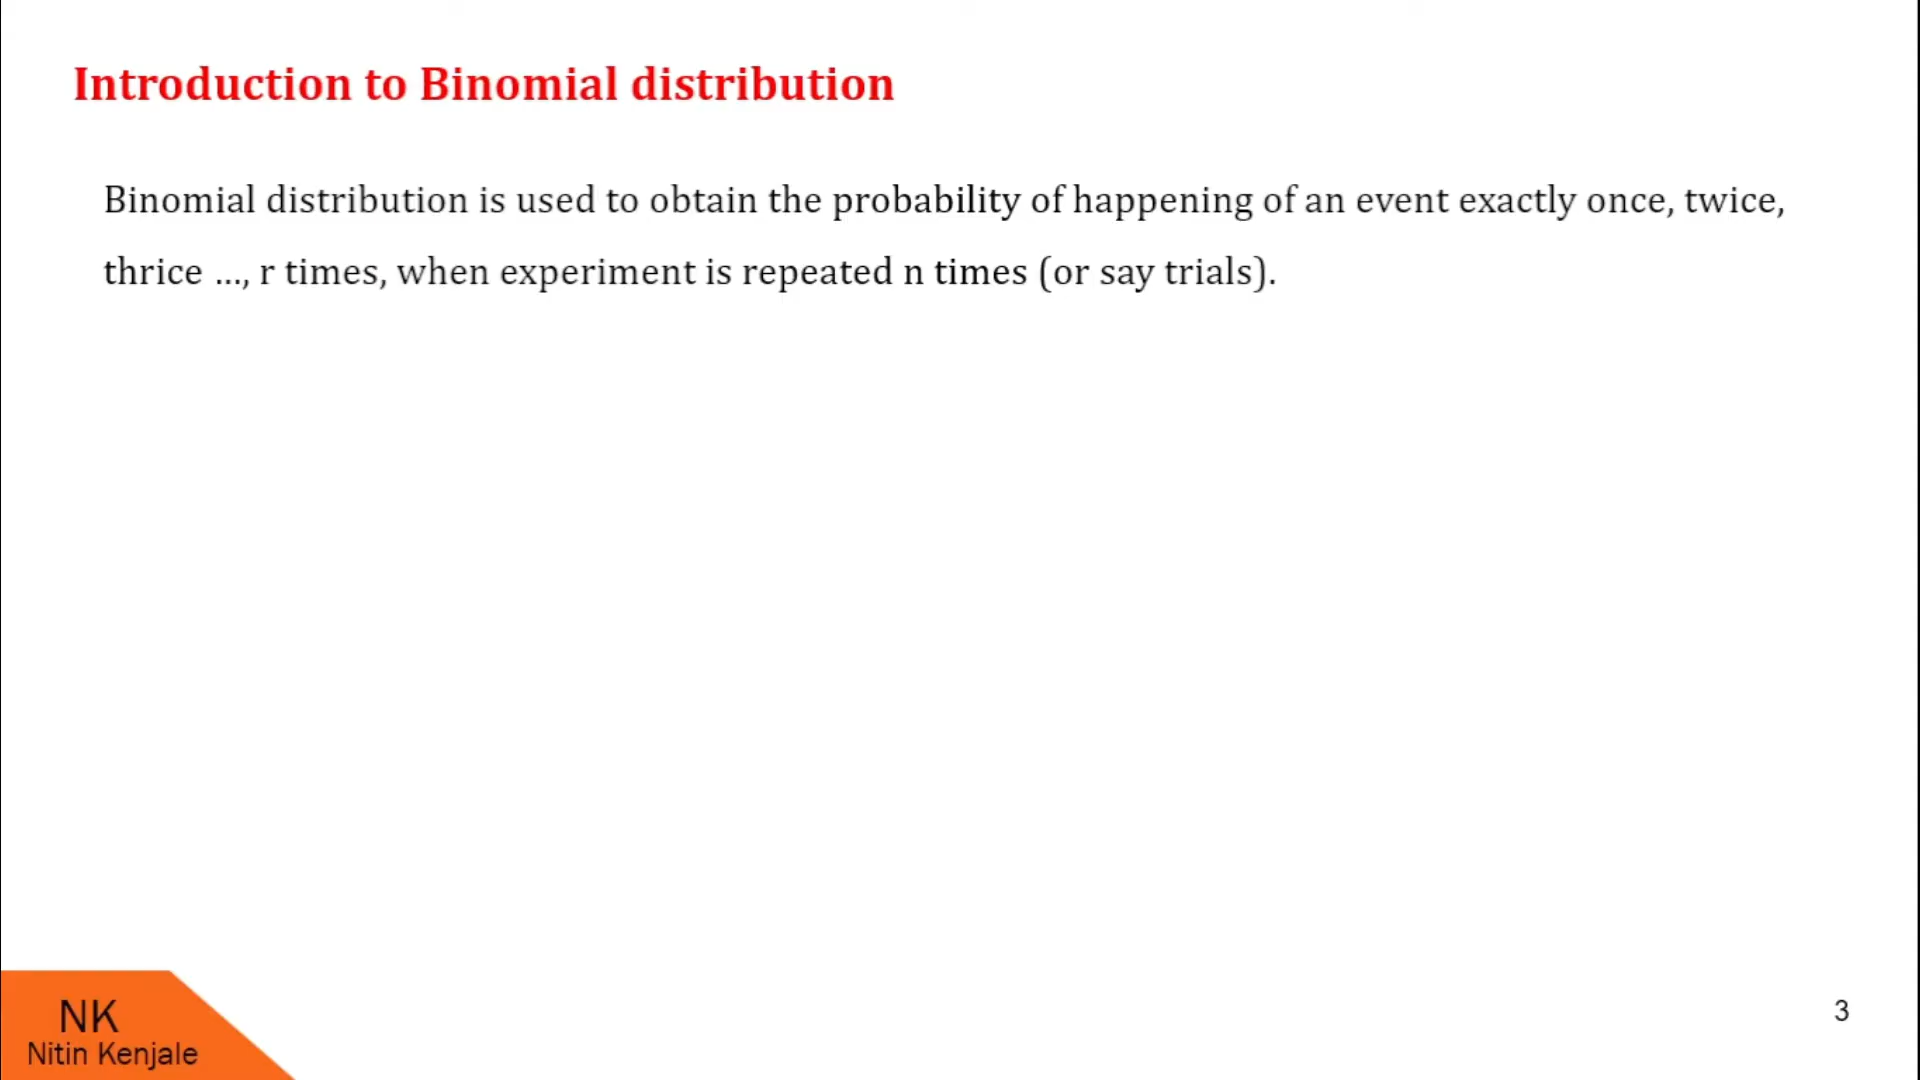 Introduction to Binomial distribution
Binomial distribution is used to obtain the probability of happening of an event exactly once, twice,
thrice ..., r times, when experiment is repeated n times (or say trials).
NK
Nitin Kenjale
3